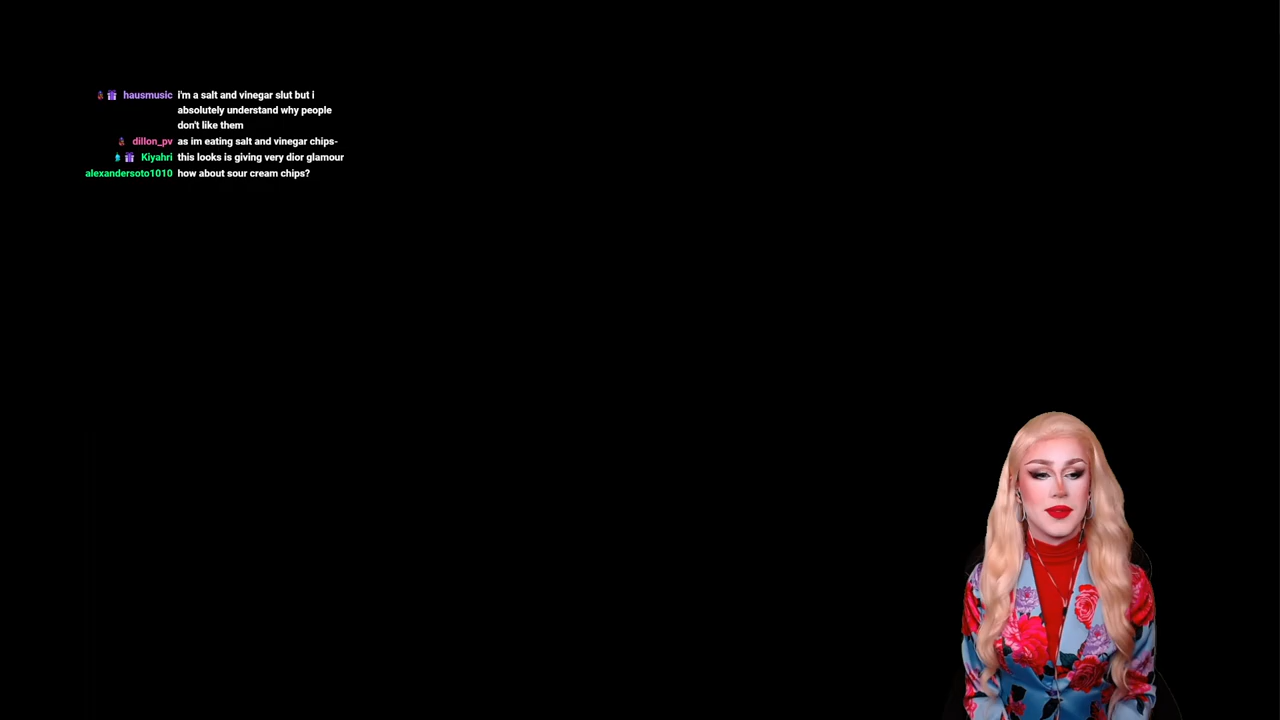 hausmusic i'm a salt and vinegar slut but i
absolutely understand why people
don't like them
dillon_pv as im eating salt and vinegar chips-
Kiyahri this looks is giving very dior glamour
alexandersoto1010 how about sour cream chips?